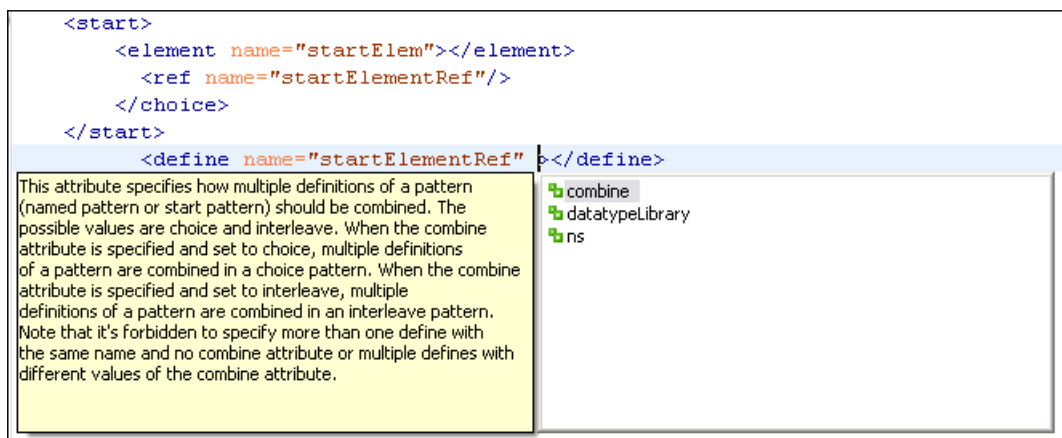 <start>
<element name="startElem"></element>
<ref name="startElementRef"/>
</choice>
</start>
<define name="startElementRef" ></define>
This attribute specifies how multiple definitions of a pattern
(named pattern or start pattern) should be combined. The
possible values are choice and interleave. When the combine
attribute is specified and set to choice, multiple definitions
of a pattern are combined in a choice pattern. When the combine
attribute is specified and set to interleave, multiple
definitions of a pattern are combined in an interleave pattern.
Note that it's forbidden to specify more than one define with
the same name and no combine attribute or multiple defines with
different values of the combine attribute.
combine
datatypeLibrary
ns